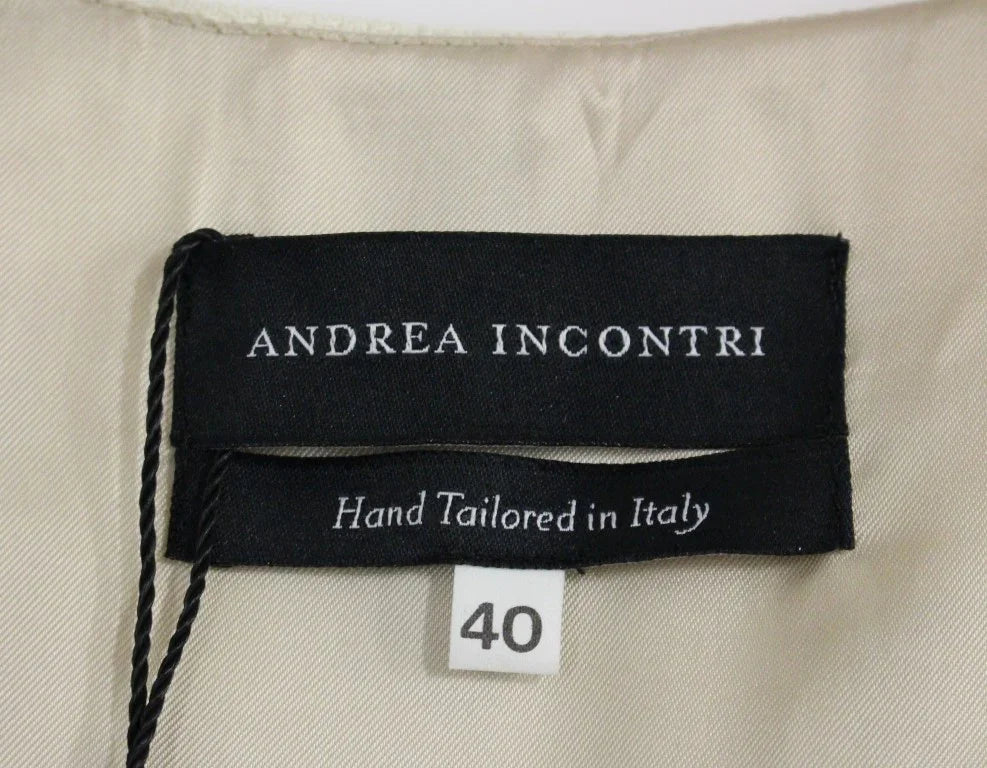 ANDREA INCONTRI
Hand Tailored in Italy
40